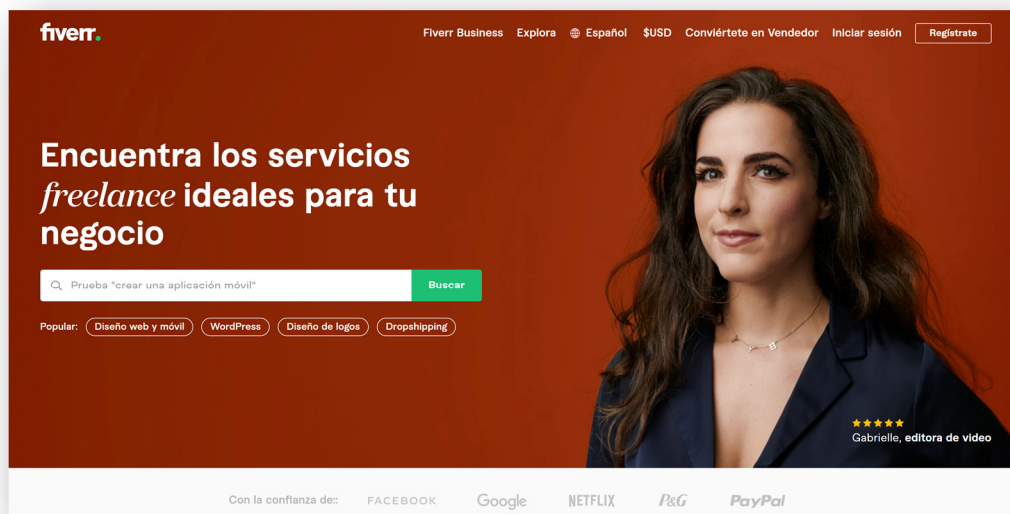 fiverr.
Fiverr Business Explora Español $USD Conviértete en Vendedor Iniciar sesión Regístrate
Encuentra los servicios
freelance ideales para tu
negocio
Prueba "crear una aplicación móvil" Buscar
Popular: Diseño web y móvil WordPress Diseño de logos Dropshipping
Gabrielle, editora de video
Con la confianza de:: FACEBOOK Google NETFLIX P&G PayPal